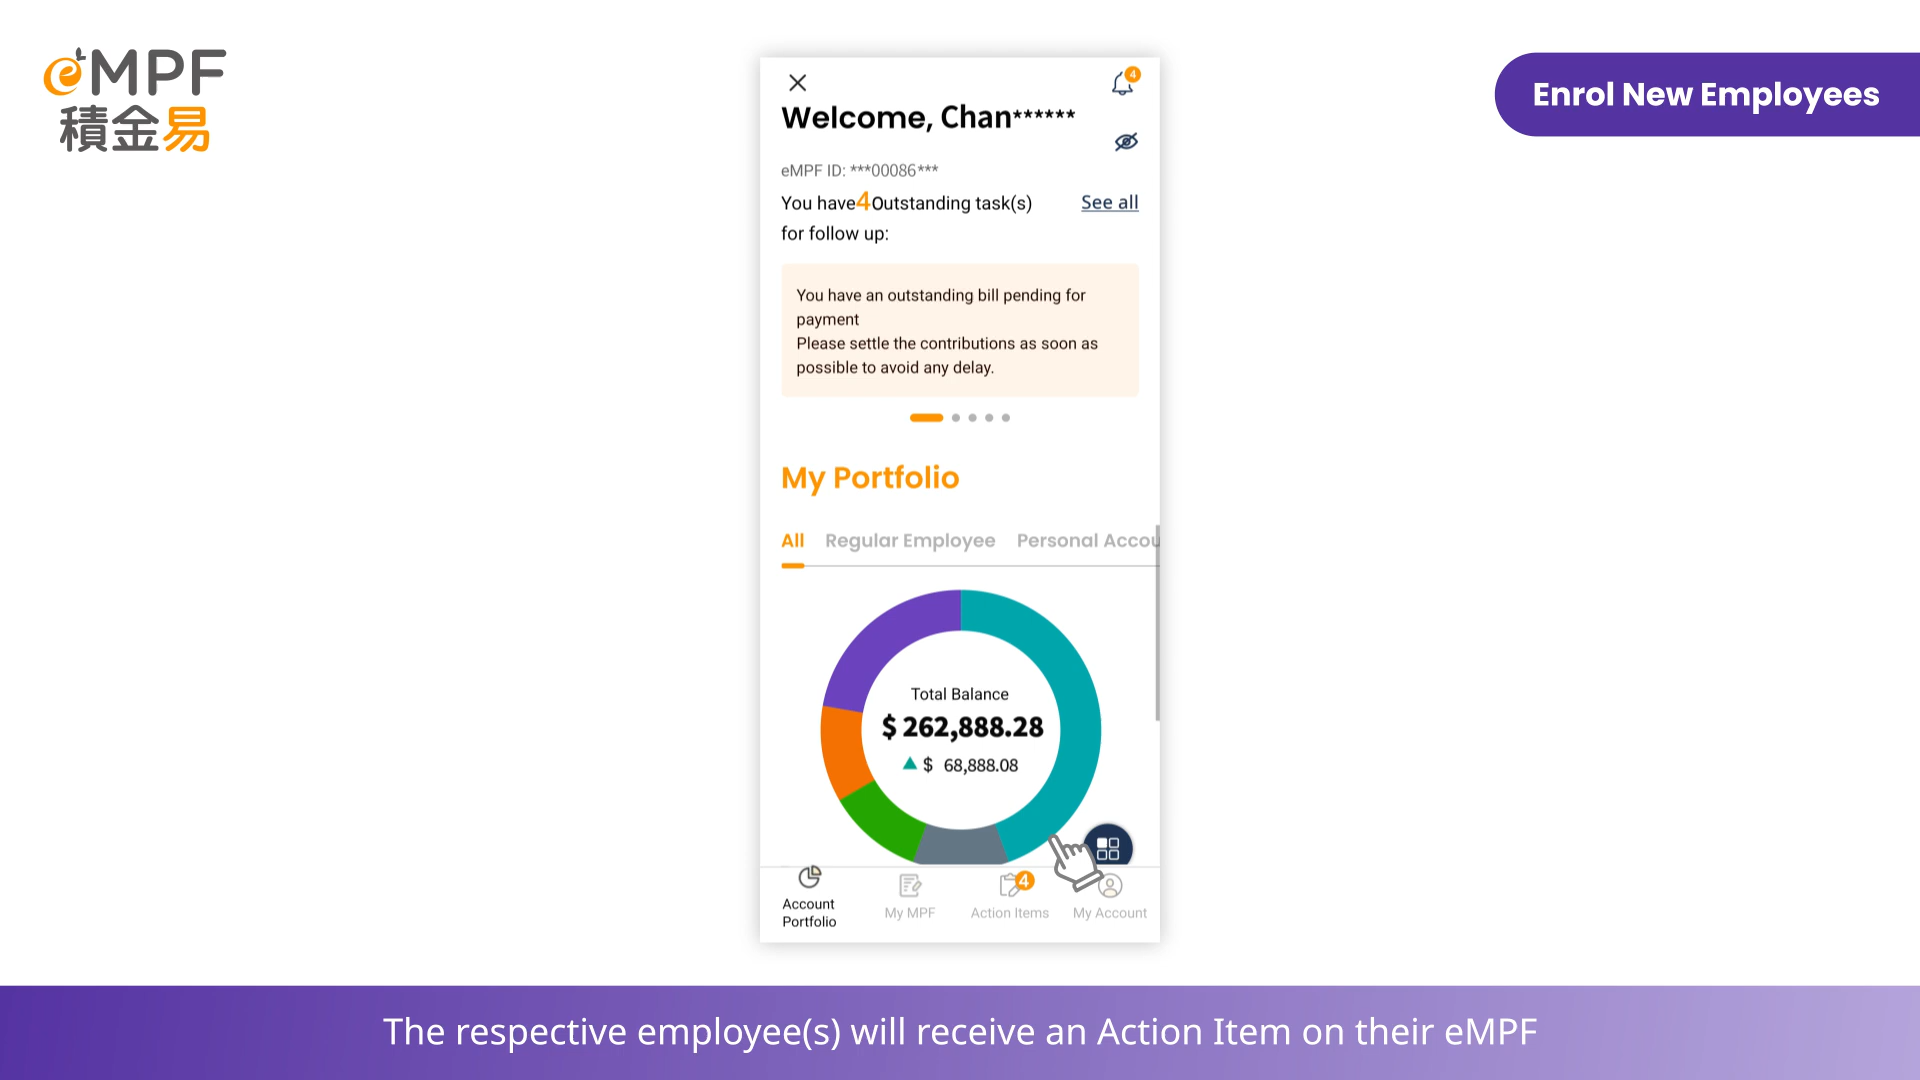 eMPF
積金易
Enrol New Employees
4
Welcome, Chan******
eMPF ID: ***00086***
You have 4 Outstanding task(s)
for follow up:
See all
You have an outstanding bill pending for
payment
Please settle the contributions as soon as
possible to avoid any delay.
My Portfolio
All Regular Employee Personal Accou
Total Balance
$ 262,888.28
▲ $ 68,888.08
4
Account
Portfolio
My MPF
Action Items
My Account
The respective employee(s) will receive an Action Item on their eMPF